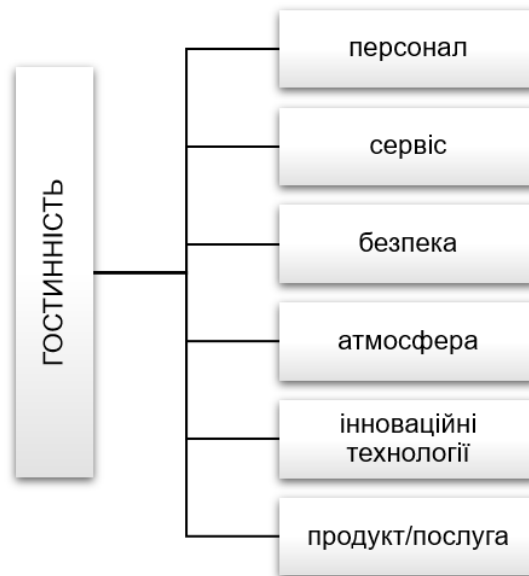 ГОСТИННІСТЬ
персонал
сервіс
безпека
атмосфера
інноваційні
технології
продукт/послуга